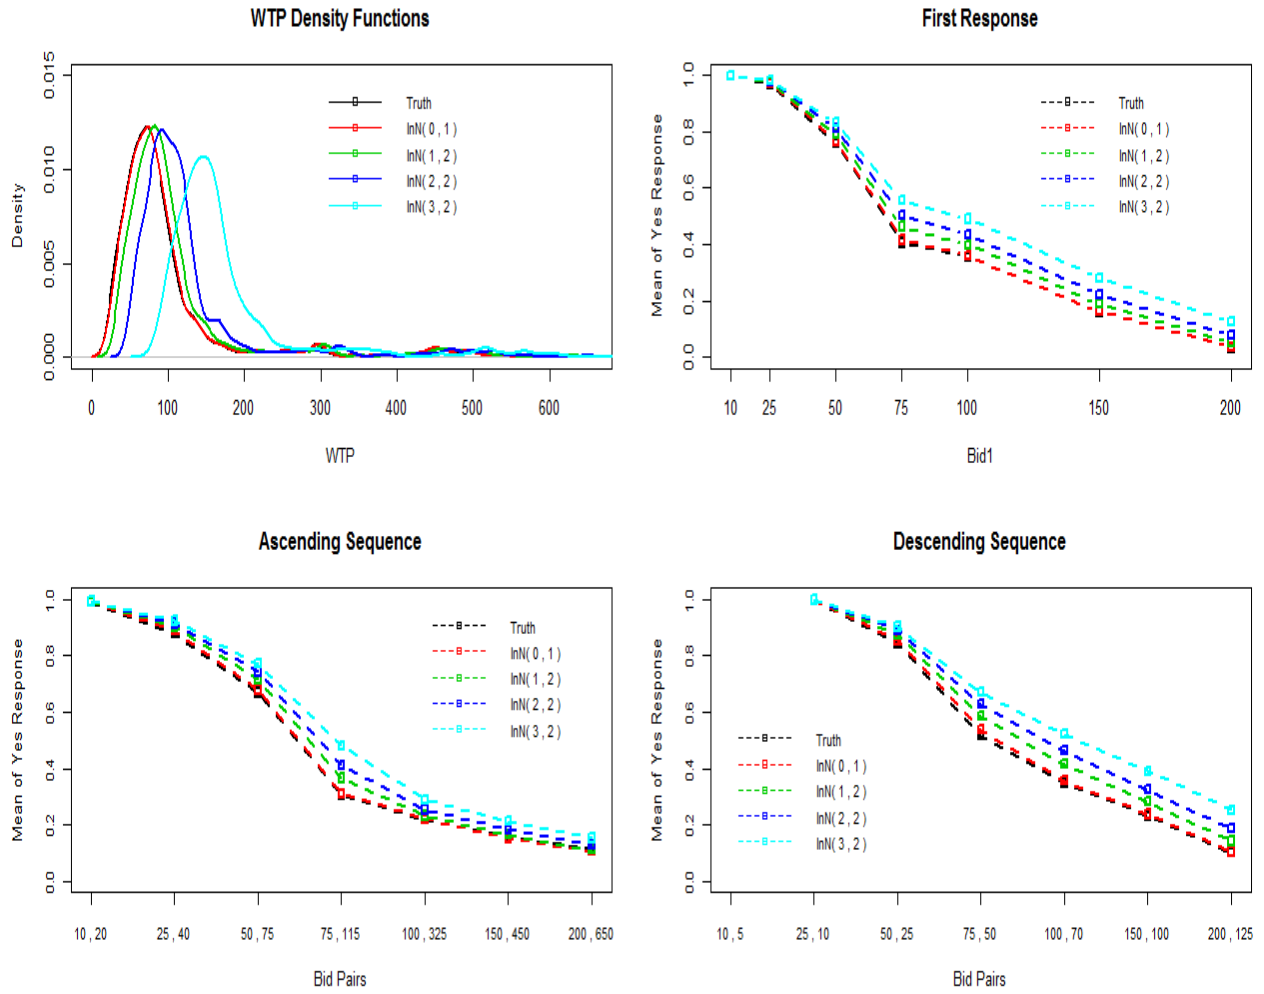 WTP Density Functions
Density
0.015
0.010
0.005
0.000
Truth
lnN( 0 , 1 )
lnN( 1 , 2 )
lnN( 2 , 2 )
lnN( 3 , 2 )
0 100 200 300 400 500 600
WTP
First Response
Mean of Yes Response
1.0
0.8
0.6
0.4
0.2
0.0
Truth
lnN( 0 , 1 )
lnN( 1 , 2 )
lnN( 2 , 2 )
lnN( 3 , 2 )
10 25 50 75 100 150 200
Bid1
Ascending Sequence
Mean of Yes Response
1.0
0.8
0.6
0.4
0.2
0.0
Truth
lnN( 0 , 1 )
lnN( 1 , 2 )
lnN( 2 , 2 )
lnN( 3 , 2 )
10 , 20 25 , 40 50 , 75 75 , 115 100 , 325 150 , 450 200 , 650
Bid Pairs
Descending Sequence
Mean of Yes Response
1.0
0.8
0.6
0.4
0.2
0.0
Truth
lnN( 0 , 1 )
lnN( 1 , 2 )
lnN( 2 , 2 )
lnN( 3 , 2 )
10 , 5 25 , 10 50 , 25 75 , 50 100 , 70 150 , 100 200 , 125
Bid Pairs